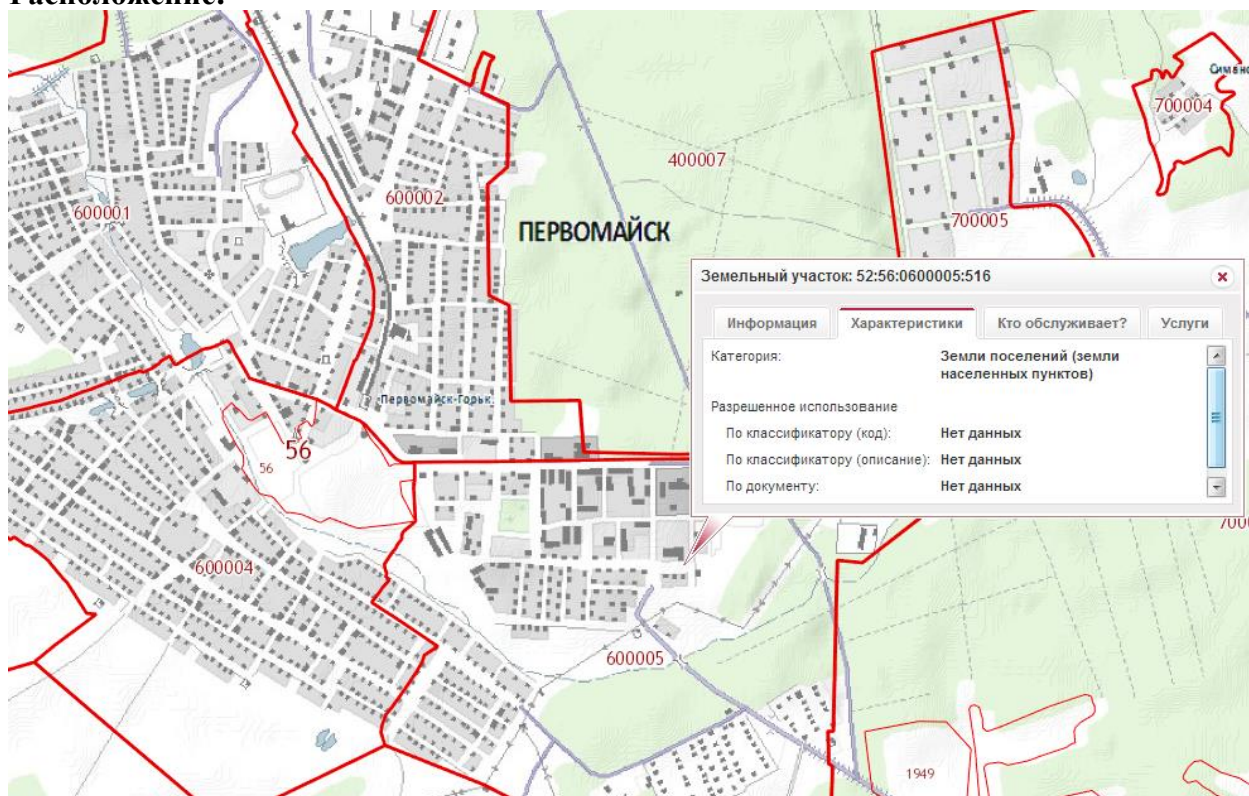 Расположение:
Симано
700004
400007
600002
600001
700005
ПЕРВОМАЙСК
Земельный участок: 52:56:0600005:516
Информация
Характеристики
Кто обслуживает?
Услуги
Категория:
Земли поселений (земли
населенных пунктов)
Разрешенное использование
По классификатору (код):
Нет данных
По классификатору (описание):
Нет данных
По документу:
Нет данных
Первомайск-Горьк.
56
56
7000
600004
600005
1949